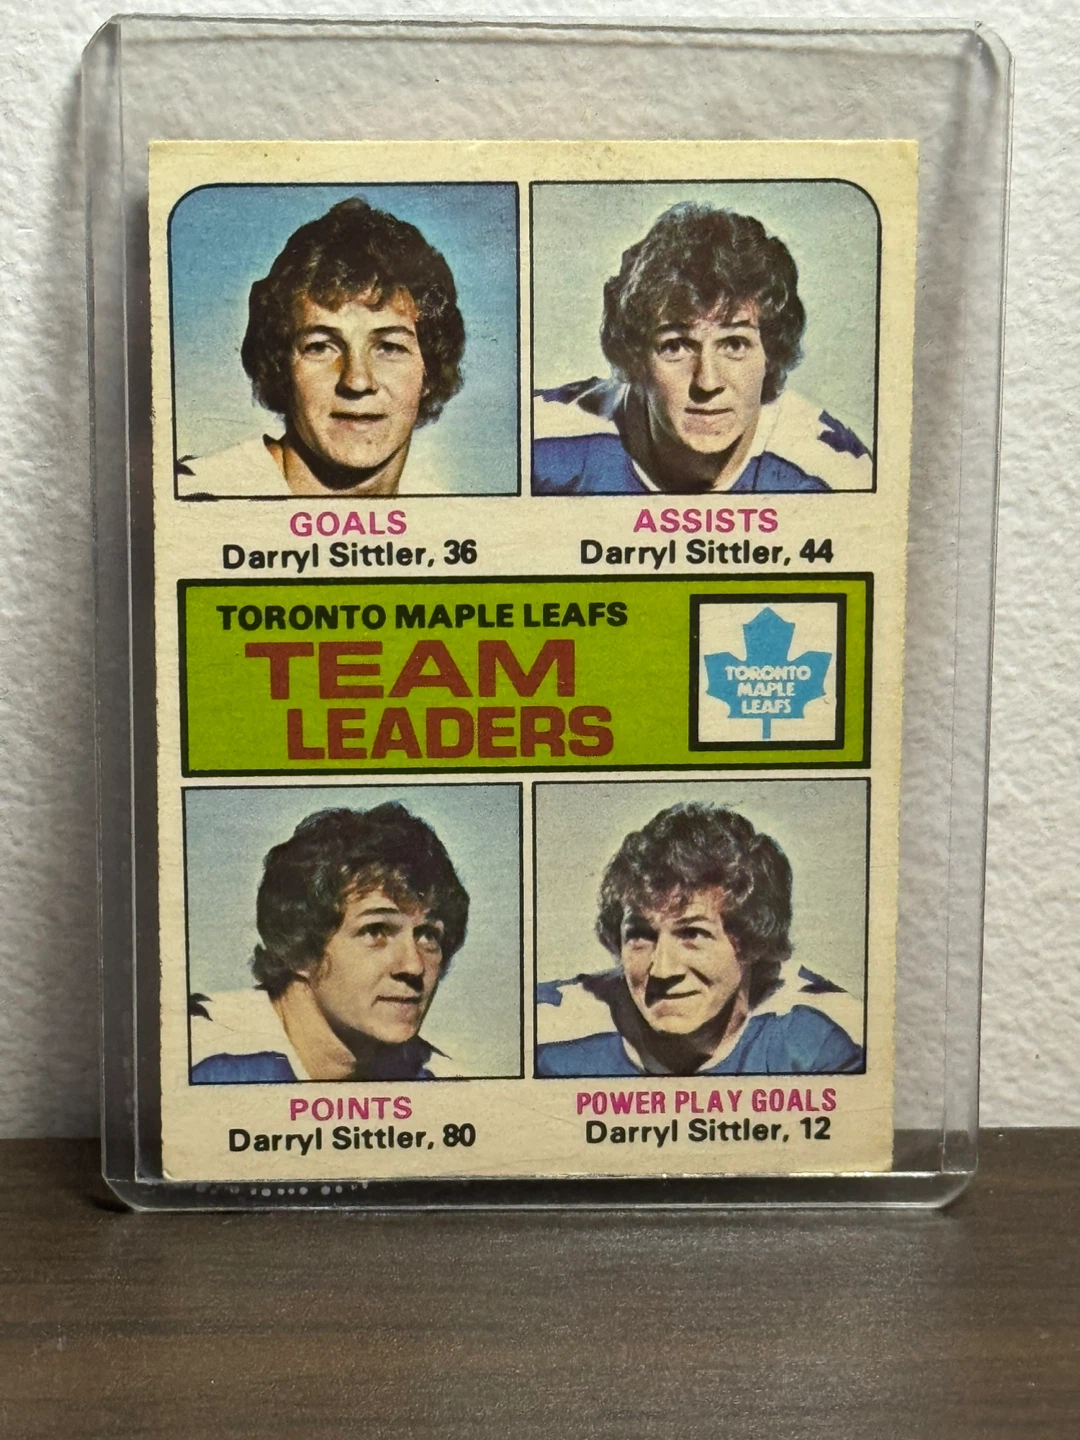 GOALS
Darryl Sittler, 36
ASSISTS
Darryl Sittler, 44
TORONTO MAPLE LEAFS
TEAM
LEADERS
TORONTO
MAPLE
LEAFS
POINTS
Darryl Sittler, 80
POWER PLAY GOALS
Darryl Sittler, 12